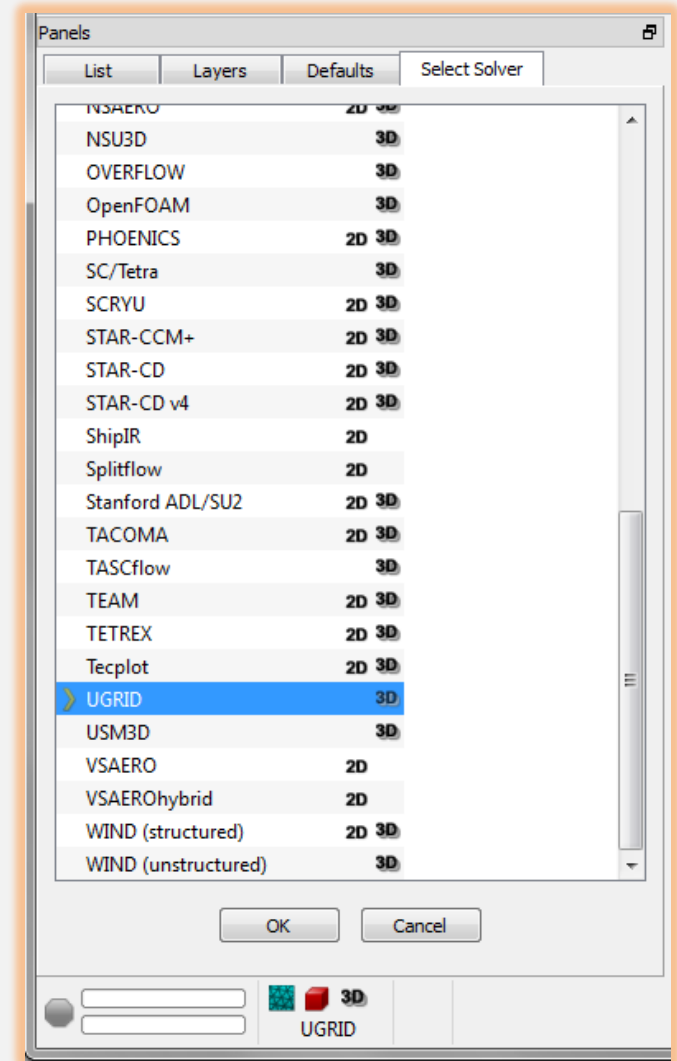 Panels
List Layers Defaults Select Solver
NSAERO 2D 3D
NSU3D 3D
OVERFLOW 3D
OpenFOAM 3D
PHOENICS 2D 3D
SC/Tetra 3D
SCRYU 2D 3D
STAR-CCM+ 2D 3D
STAR-CD 2D 3D
STAR-CD v4 2D 3D
ShipIR 2D
Splitflow 2D
Stanford ADL/SU2 2D 3D
TACOMA 2D 3D
TASCflow 3D
TEAM 2D 3D
TETREX 2D 3D
Tecplot 2D 3D
UGRID 3D
USM3D 3D
VSAERO 2D
VSAEROhybrid 2D
WIND (structured) 2D 3D
WIND (unstructured) 3D
OK Cancel
3D
UGRID